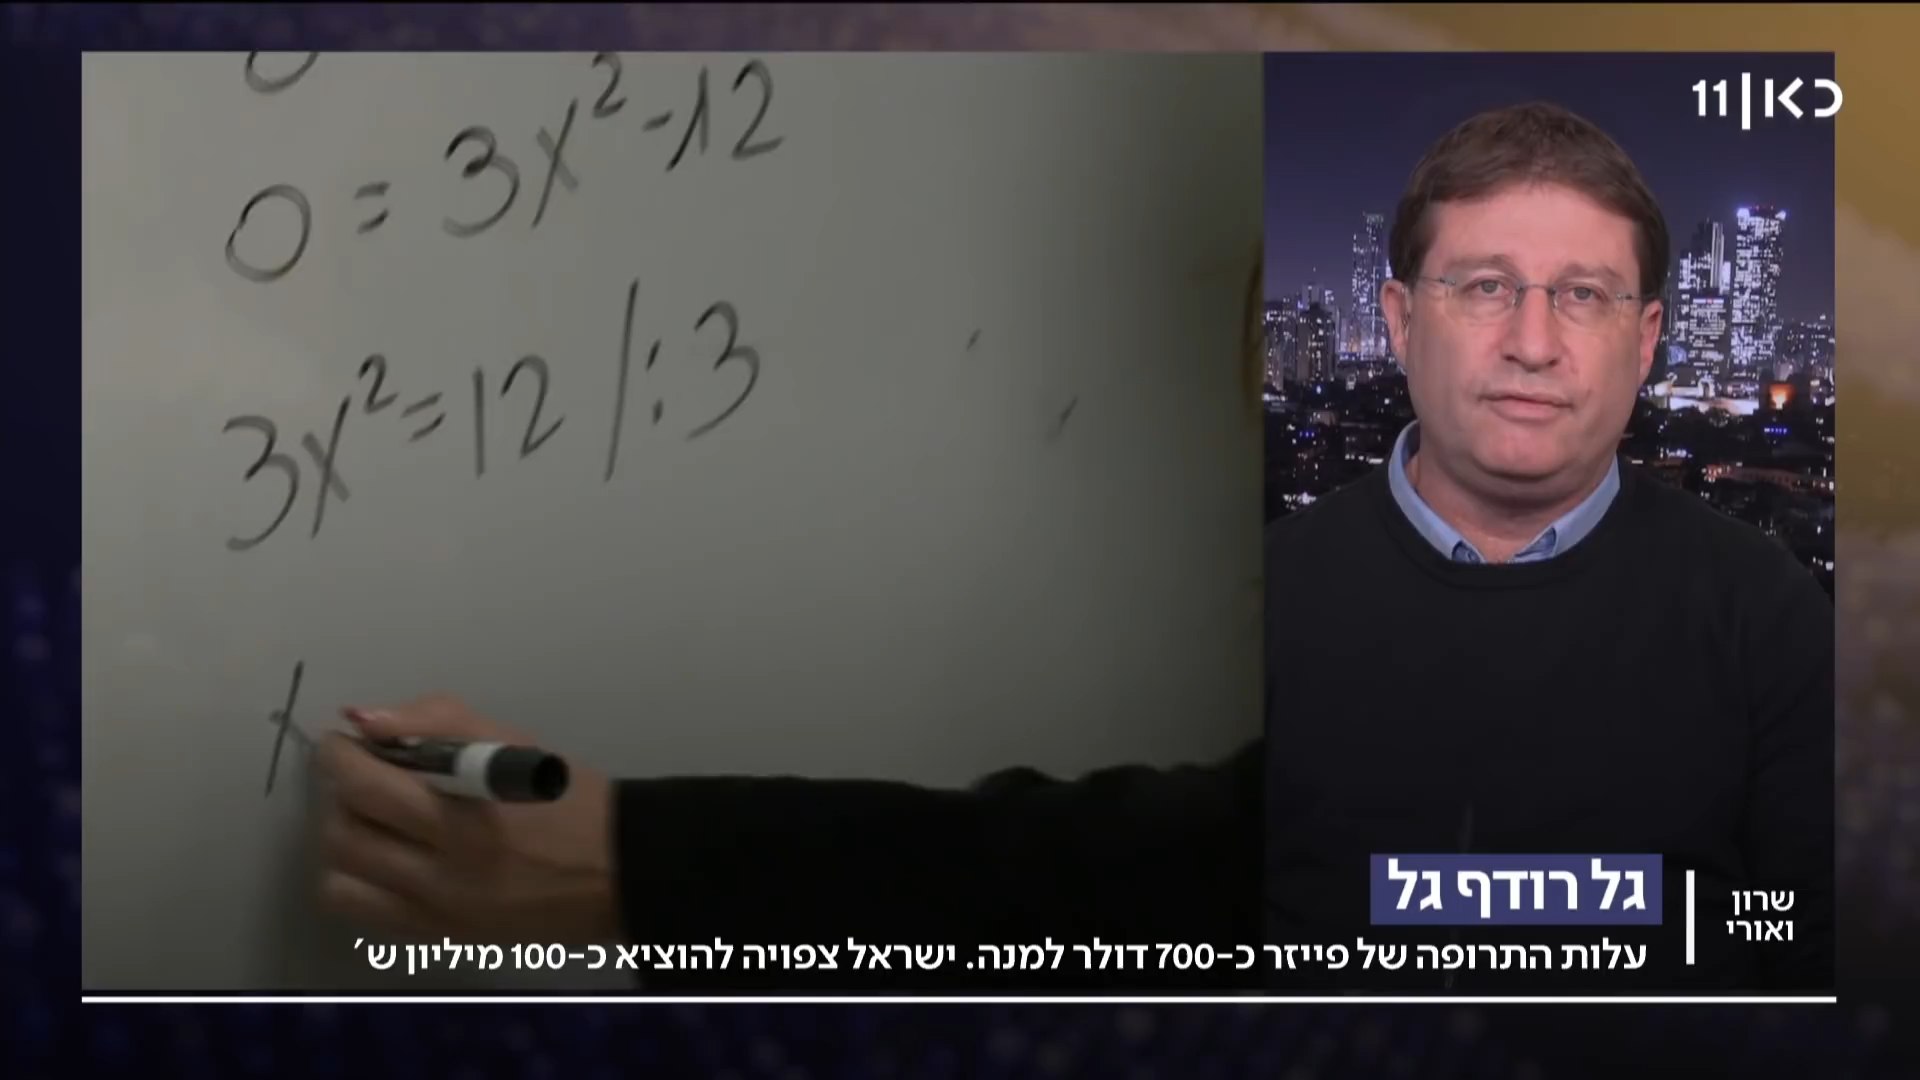 0 = 3x²-12
3x²=12 /:3
x
כאן 11
גל רודף גל
שרון
ואורי
עלות התרופה של פייזר כ-700 דולר למנה. ישראל צפויה להוציא כ-100 מיליון ש׳